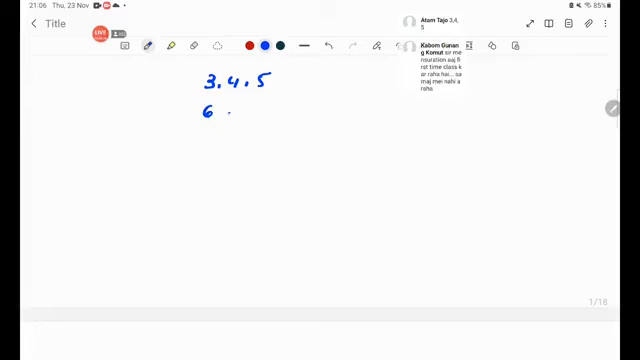 21:06 Thu, 23 Nov
85%
Title
LIVE
Atam Tajo 3,4,
5
Kabom Gunan
g Komut sir me
nsuration aaj fi
rst time class k
ar raha hai... sa
maj mei nahi a
raha
3, 4, 5
6
1/18